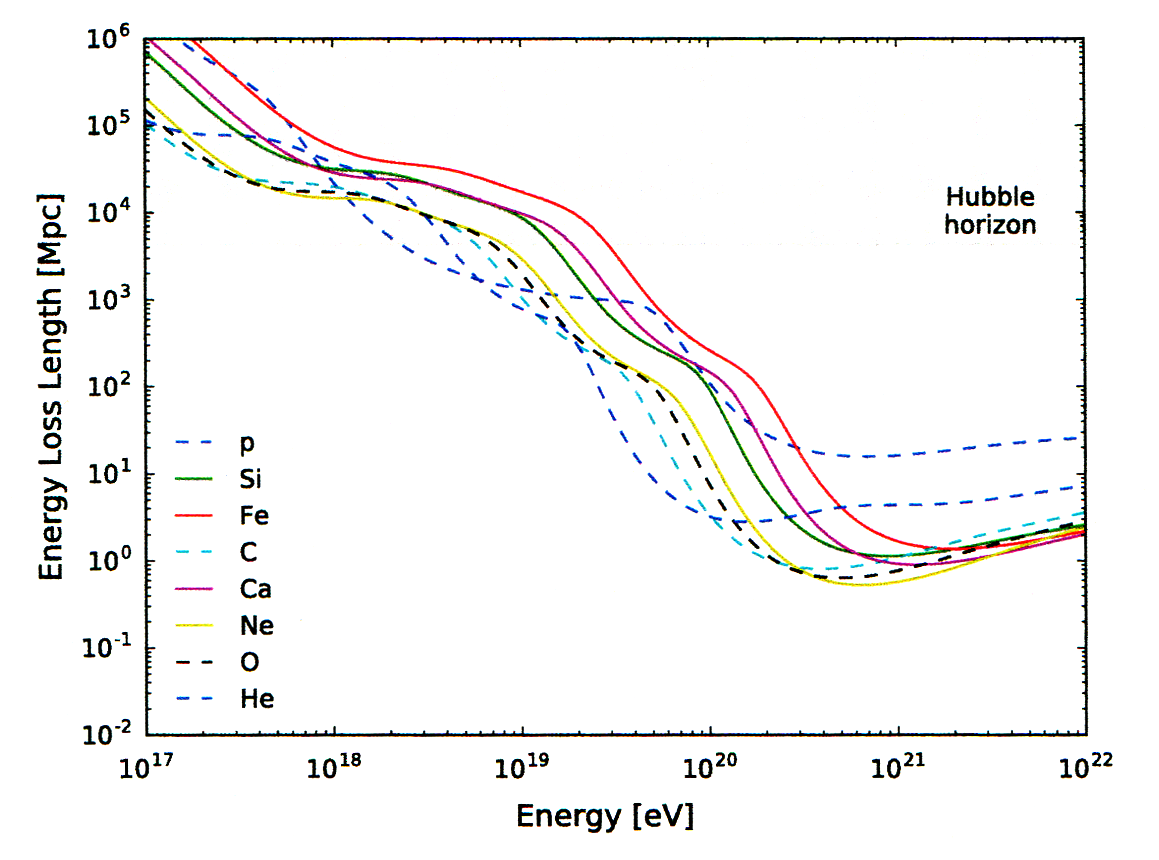 10^6
10^5
10^4
10^3
10^2
10^1
10^0
10^-1
10^-2
Energy Loss Length [Mpc]
Hubble
horizon
p
Si
Fe
C
Ca
Ne
O
He
10^17 10^18 10^19 10^20 10^21 10^22
Energy [eV]